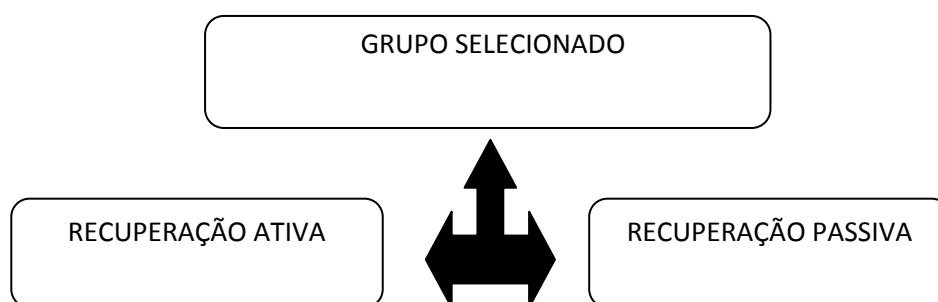 GRUPO SELECIONADO
RECUPERAÇÃO ATIVA
RECUPERAÇÃO PASSIVA